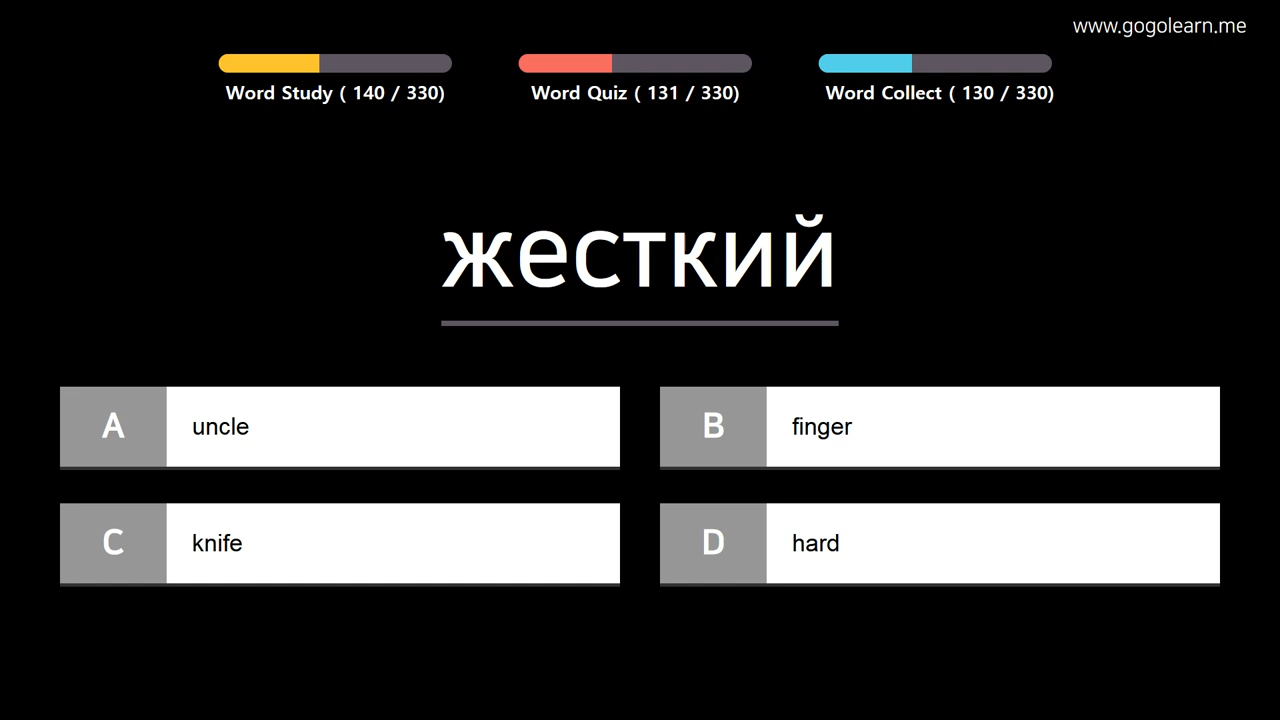 www.gogolearn.me
Word Study ( 140 / 330)
Word Quiz ( 131 / 330)
Word Collect ( 130 / 330)
жесткий
A uncle
B finger
C knife
D hard